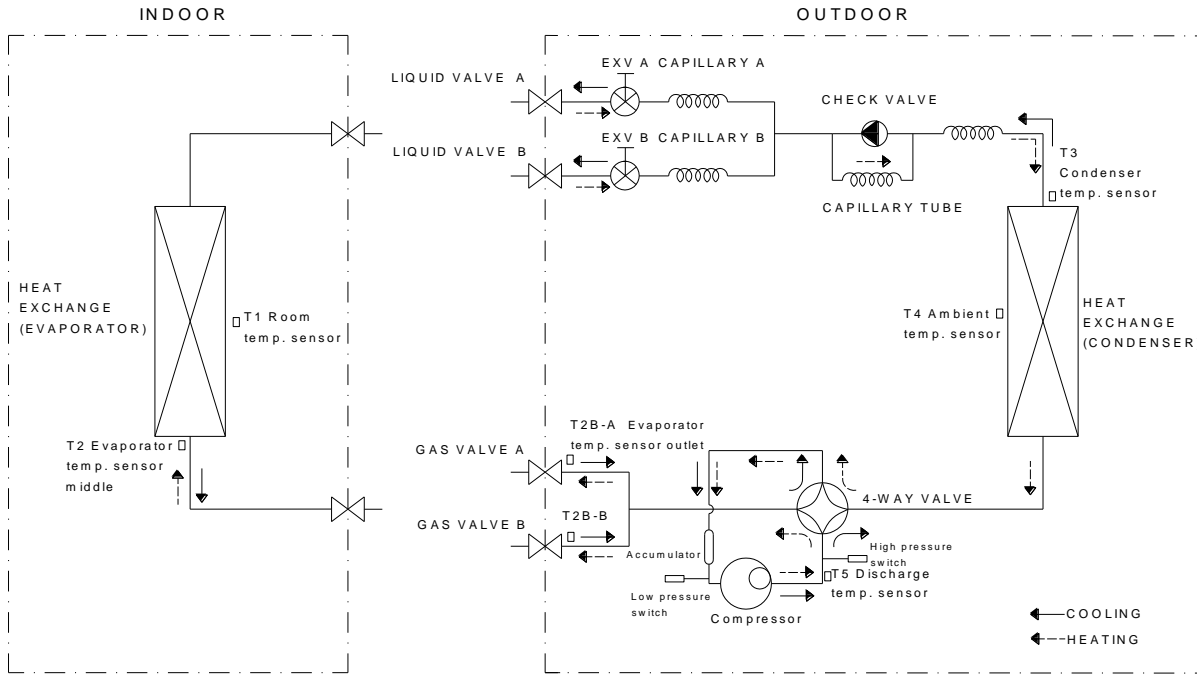 INDOOR
OUTDOOR
LIQUID VALVE A
EXV A CAPILLARY A
CHECK VALVE
LIQUID VALVE B
EXV B CAPILLARY B
T3
Condenser
temp. sensor
CAPILLARY TUBE
HEAT
EXCHANGE
(EVAPORATOR)
T1 Room
temp. sensor
T4 Ambient
temp. sensor
HEAT
EXCHANGE
(CONDENSER
T2 Evaporator
temp. sensor
middle
GAS VALVE A
T2B-A Evaporator
temp. sensor outlet
4-WAY VALVE
GAS VALVE B
T2B-B
Accumulator
High pressure
switch
T5 Discharge
temp. sensor
Low pressure
switch
Compressor
COOLING
HEATING